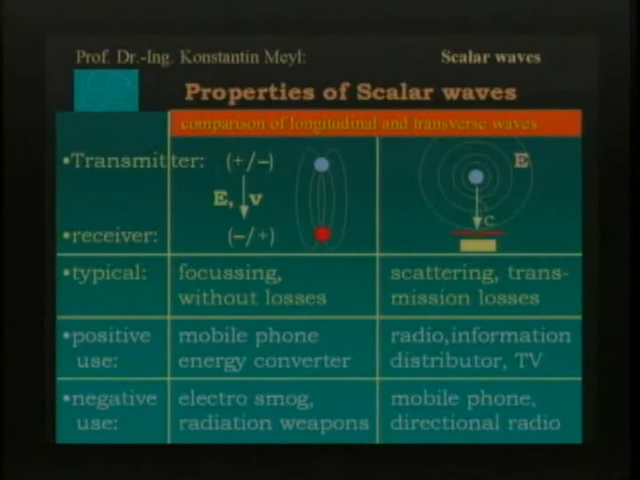 Prof. Dr.-Ing. Konstantin Meyl: Scalar waves
Properties of Scalar waves
comparison of longitudinal and transverse waves
•Transmitter: (+/–) E
E, v
C
•receiver: (–/+)
•typical: focussing, scattering, trans-
without losses mission losses
•positive mobile phone radio,information
use: energy converter distributor, TV
•negative electro smog, mobile phone,
use: radiation weapons directional radio